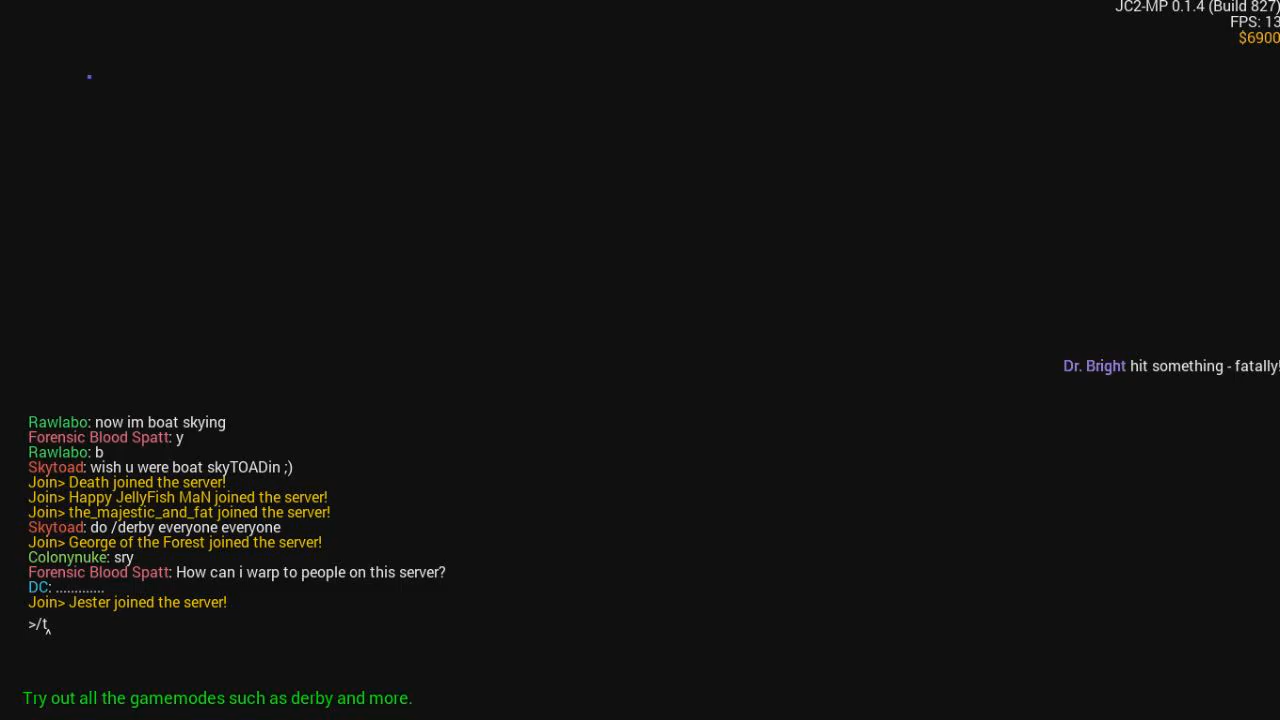 JC2-MP 0.1.4 (Build 827)
FPS: 13
$6900
Dr. Bright hit something - fatally!
Rawlabo: now im boat skying
Forensic Blood Spatt: y
Rawlabo: b
Skytoad: wish u were boat skyTOADin ;)
Join> Death joined the server!
Join> Happy JellyFish MaN joined the server!
Join> the_majestic_and_fat joined the server!
Skytoad: do /derby everyone everyone
Join> George of the Forest joined the server!
Colonynuke: sry
Forensic Blood Spatt: How can i warp to people on this server?
DC: .............
Join> Jester joined the server!
>/t
Try out all the gamemodes such as derby and more.